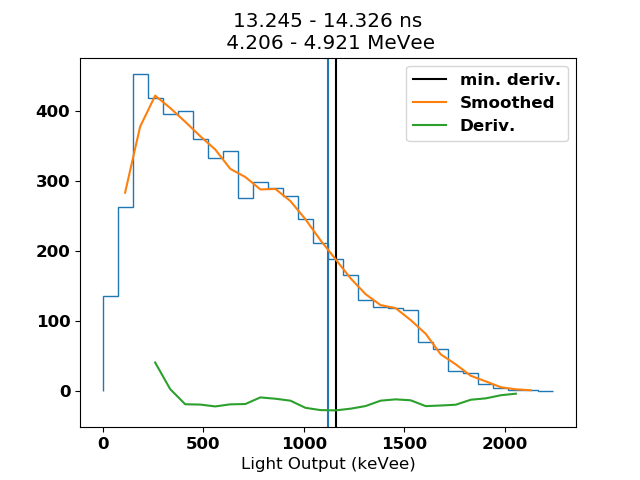 13.245 - 14.326 ns
4.206 - 4.921 MeVee
min. deriv.
Smoothed
Deriv.
400
300
200
100
0
0 500 1000 1500 2000
Light Output (keVee)